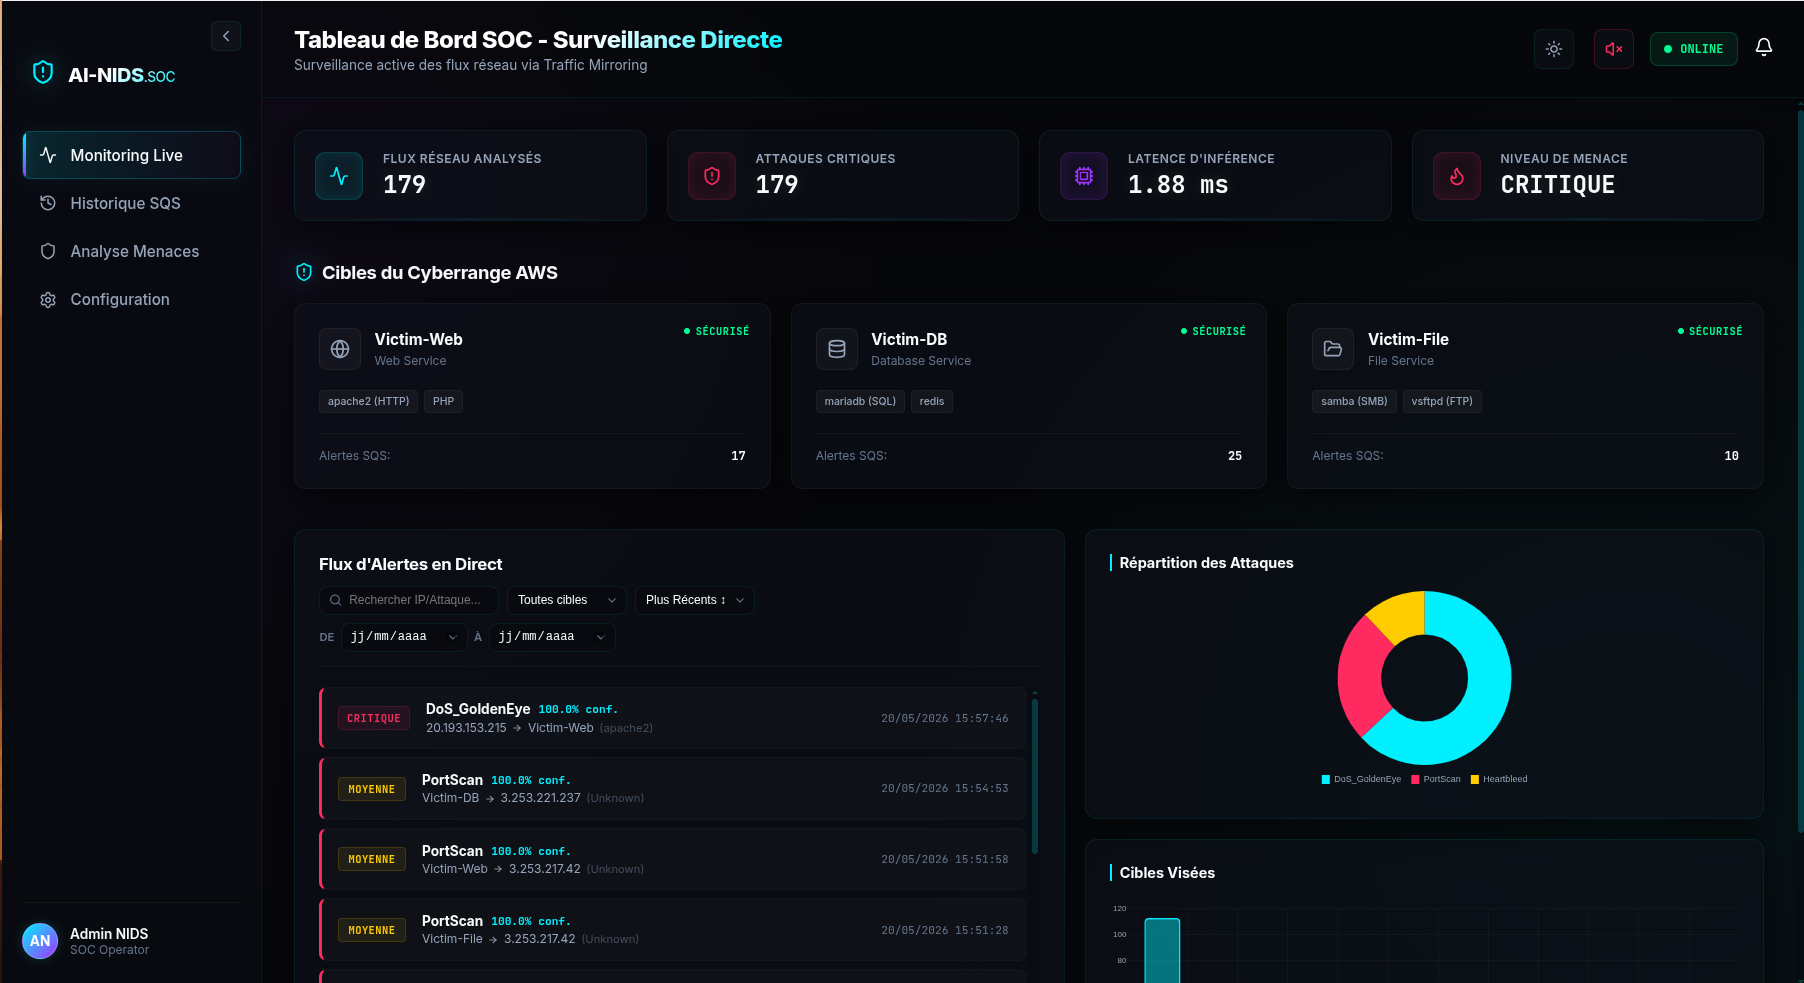 AI-NIDS.SOC
Monitoring Live
Historique SQS
Analyse Menaces
Configuration
AN
Admin NIDS
SOC Operator
Tableau de Bord SOC - Surveillance Directe
Surveillance active des flux réseau via Traffic Mirroring
ONLINE
FLUX RÉSEAU ANALYSÉS
179
ATTAQUES CRITIQUES
179
LATENCE D'INFÉRENCE
1.88 ms
NIVEAU DE MENACE
CRITIQUE
Cibles du Cyberrange AWS
Victim-Web
SÉCURISÉ
Web Service
apache2 (HTTP) PHP
Alertes SQS: 17
Victim-DB
SÉCURISÉ
Database Service
mariadb (SQL) redis
Alertes SQS: 25
Victim-File
SÉCURISÉ
File Service
samba (SMB) vsftpd (FTP)
Alertes SQS: 10
Flux d'Alertes en Direct
Rechercher IP/Attaque... Toutes cibles Plus Récents ↕
DE jj/mm/aaaa À jj/mm/aaaa
CRITIQUE
DoS_GoldenEye 100.0% conf.
20.193.153.215 → Victim-Web (apache2)
20/05/2026 15:57:46
MOYENNE
PortScan 100.0% conf.
Victim-DB → 3.253.221.237 (Unknown)
20/05/2026 15:54:53
MOYENNE
PortScan 100.0% conf.
Victim-Web → 3.253.217.42 (Unknown)
20/05/2026 15:51:58
MOYENNE
PortScan 100.0% conf.
Victim-File → 3.253.217.42 (Unknown)
20/05/2026 15:51:28
Répartition des Attaques
DoS_GoldenEye PortScan Heartbleed
Cibles Visées
120
100
80